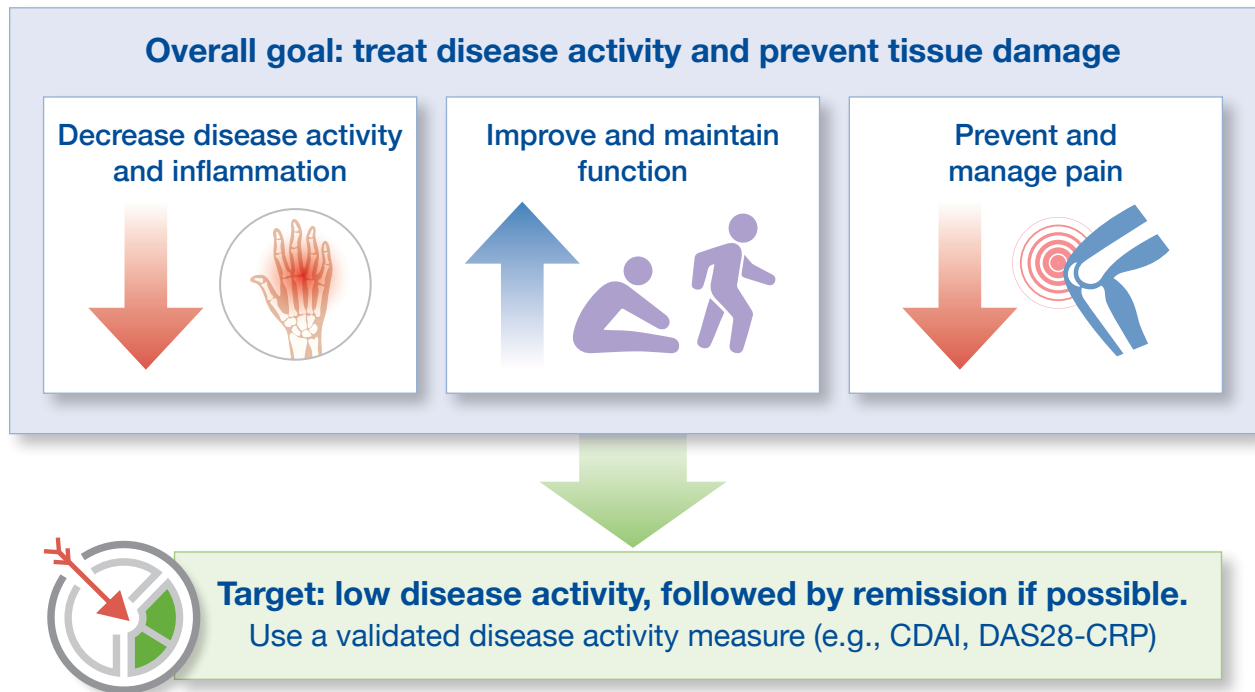 Overall goal: treat disease activity and prevent tissue damage
Decrease disease activity
and inflammation
Improve and maintain
function
Prevent and
manage pain
Target: low disease activity, followed by remission if possible.
Use a validated disease activity measure (e.g., CDAI, DAS28-CRP)